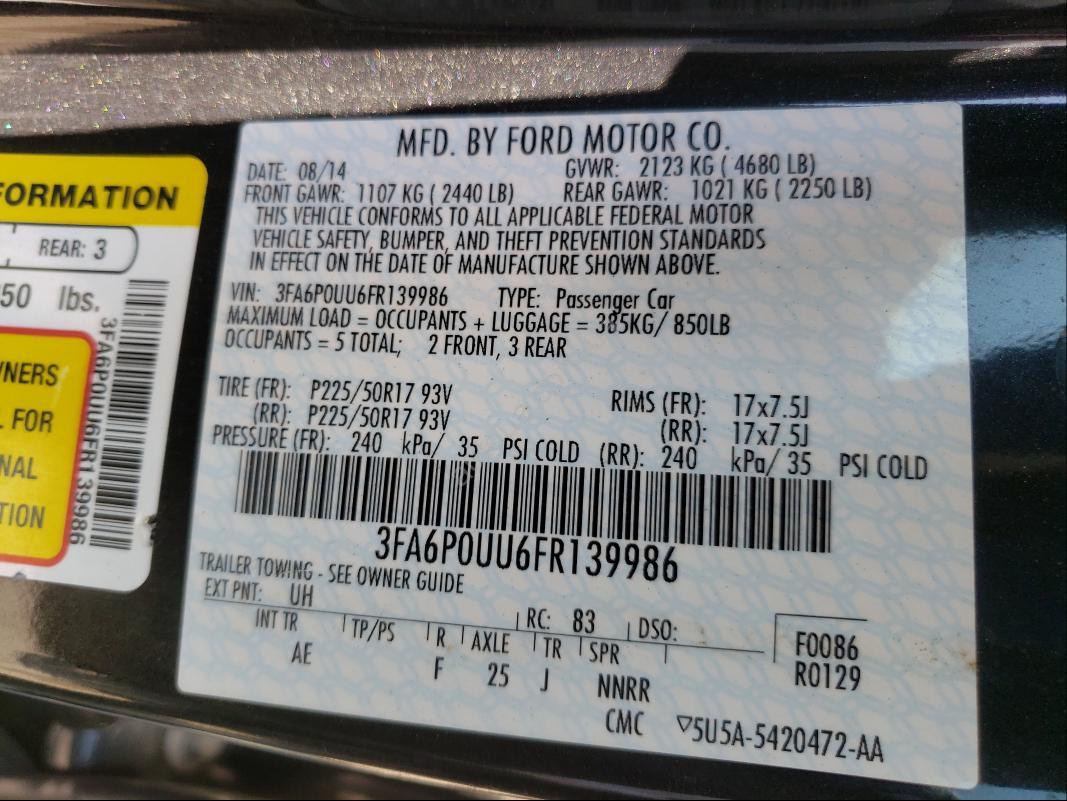 FORMATION
REAR: 3
50 lbs.
NERS
FOR
NAL
TION
3FA6P0UU6FR139986
MFD. BY FORD MOTOR CO.
DATE: 08/14 GVWR: 2123 KG ( 4680 LB)
FRONT GAWR: 1107 KG ( 2440 LB) REAR GAWR: 1021 KG ( 2250 LB)
THIS VEHICLE CONFORMS TO ALL APPLICABLE FEDERAL MOTOR
VEHICLE SAFETY, BUMPER, AND THEFT PREVENTION STANDARDS
IN EFFECT ON THE DATE OF MANUFACTURE SHOWN ABOVE.
VIN: 3FA6P0UU6FR139986 TYPE: Passenger Car
MAXIMUM LOAD = OCCUPANTS + LUGGAGE = 385KG/ 850LB
OCCUPANTS = 5 TOTAL; 2 FRONT, 3 REAR
TIRE (FR): P225/50R17 93V RIMS (FR): 17x7.5J
(RR): P225/50R17 93V (RR): 17x7.5J
PRESSURE (FR): 240 kPa/ 35 PSI COLD (RR): 240 kPa/ 35 PSI COLD
3FA6P0UU6FR139986
TRAILER TOWING - SEE OWNER GUIDE
EXT PNT: UH RC: 83 DSO:
INT TR TP/PS R AXLE TR SPR F0086
AE F 25 J NNRR R0129
CMC ▽5U5A-5420472-AA